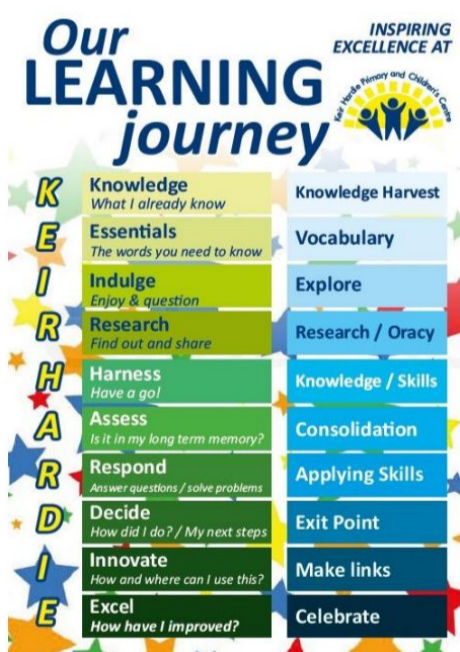 Our
LEARNING
journey
INSPIRING
EXCELLENCE AT
Keir Hardie Primary and Children's Centre
K
Knowledge
What I already know
Knowledge Harvest
E
Essentials
The words you need to know
Vocabulary
I
Indulge
Enjoy & question
Explore
R
Research
Find out and share
Research / Oracy
H
Harness
Have a go!
Knowledge / Skills
A
Assess
Is it in my long term memory?
Consolidation
R
Respond
Answer questions / solve problems
Applying Skills
D
Decide
How did I do? / My next steps
Exit Point
I
Innovate
How and where can I use this?
Make links
E
Excel
How have I improved?
Celebrate